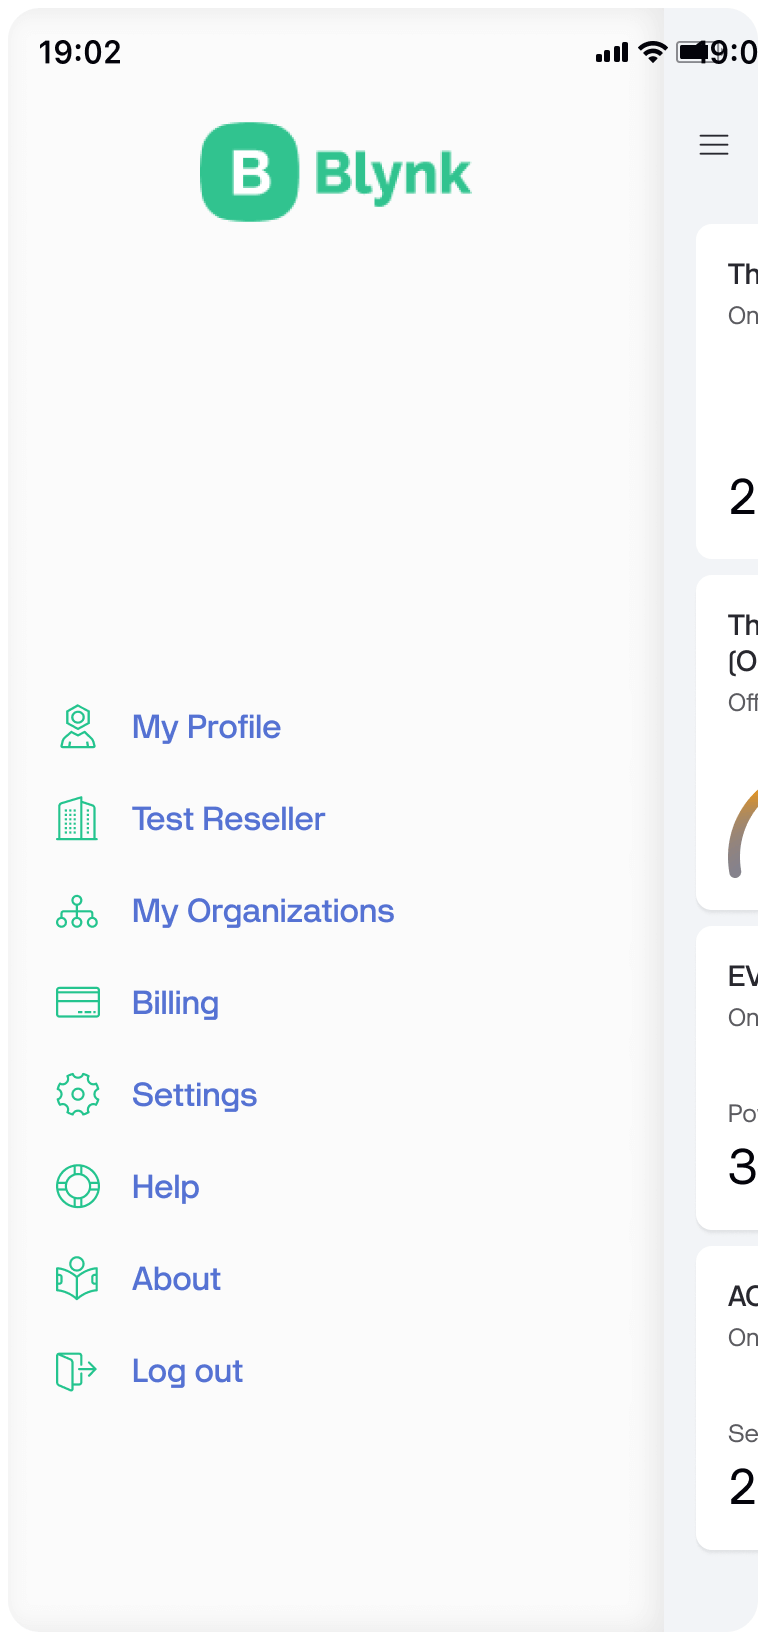 19:02
19:0
B Blynk
Th
On
2
Th
(O
Off
My Profile
Test Reseller
My Organizations
EV
On
Billing
Settings
Po
3
Help
About
AC
On
Log out
Se
2